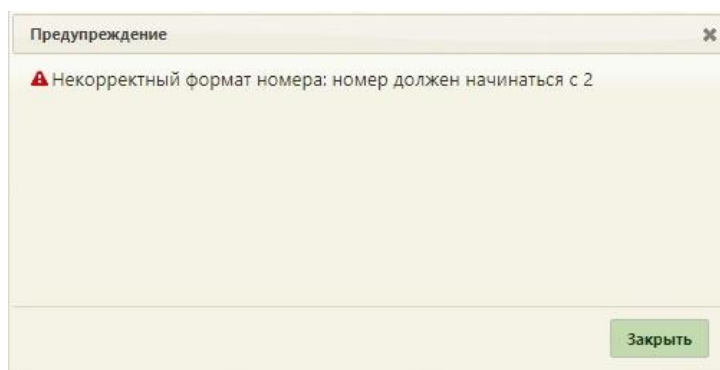 Предупреждение
Некорректный формат номера: номер должен начинаться с 2
Закрыть